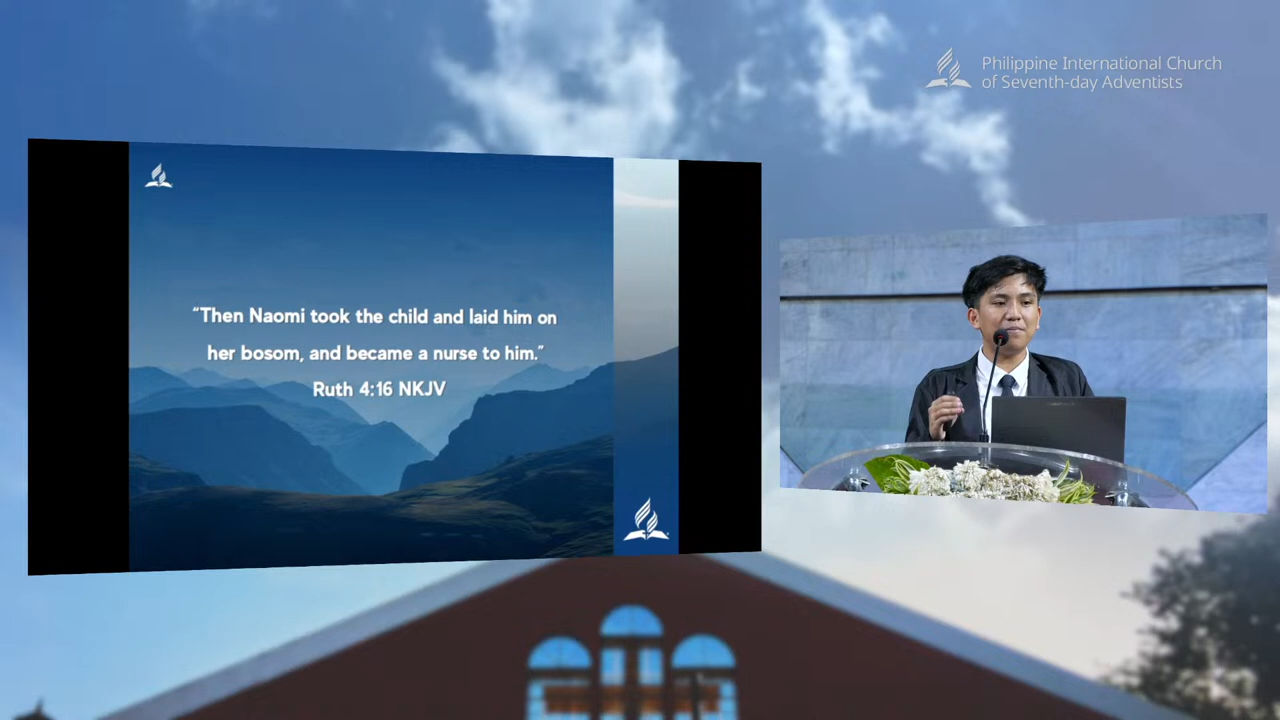 Philippine International Church
of Seventh-day Adventists
“Then Naomi took the child and laid him on
her bosom, and became a nurse to him.”
Ruth 4:16 NKJV